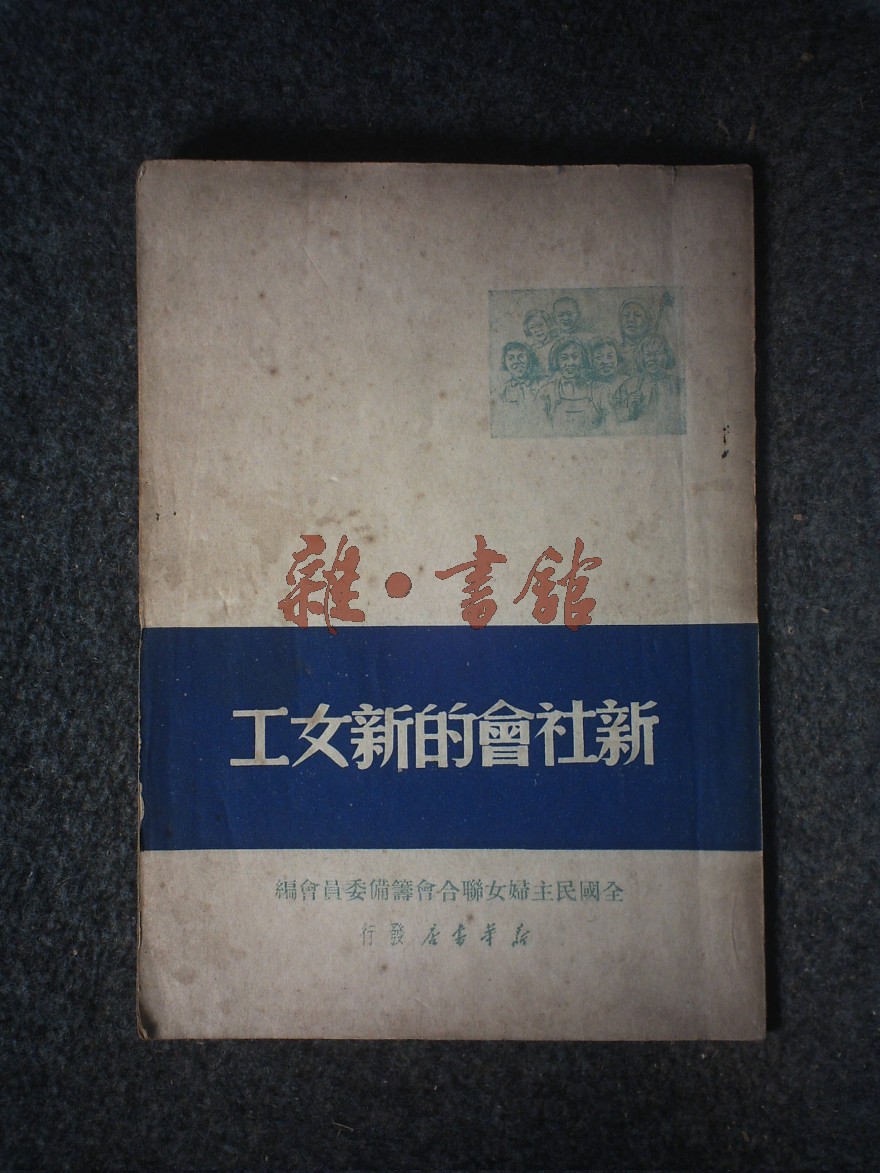 雜·書館
新社會的新女工
全國民主婦女聯合會籌備委員會編
新華書店發行